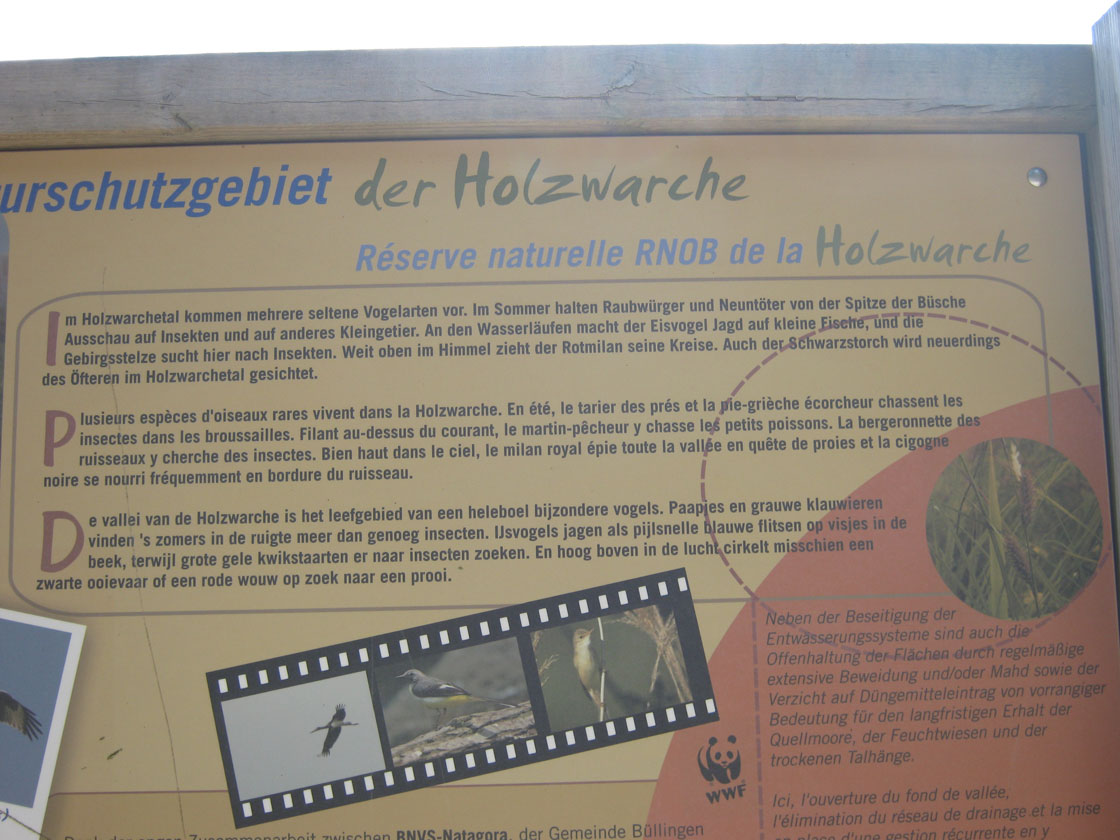 urschutzgebiet der Holzwarche
Réserve naturelle RNOB de la Holzwarche
Im Holzwarchetal kommen mehrere seltene Vogelarten vor. Im Sommer halten Raubwürger und Neuntöter von der Spitze der Büsche
Ausschau auf Insekten und auf anderes Kleingetier. An den Wasserläufen macht der Eisvogel Jagd auf kleine Fische, und die
Gebirgsstelze sucht hier nach Insekten. Weit oben im Himmel zieht der Rotmilan seine Kreise. Auch der Schwarzstorch wird neuerdings
des Öfteren im Holzwarchetal gesichtet.
Plusieurs espèces d'oiseaux rares vivent dans la Holzwarche. En été, le tarier des prés et la pie-grièche écorcheur chassent les
insectes dans les broussailles. Filant au-dessus du courant, le martin-pêcheur y chasse les petits poissons. La bergeronnette des
ruisseaux y cherche des insectes. Bien haut dans le ciel, le milan royal épie toute la vallée en quête de proies et la cigogne
noire se nourri fréquemment en bordure du ruisseau.
De vallei van de Holzwarche is het leefgebied van een heleboel bijzondere vogels. Paapjes en grauwe klauwieren
vinden 's zomers in de ruigte meer dan genoeg insecten. IJsvogels jagen als pijlsnelle blauwe flitsen op visjes in de
beek, terwijl grote gele kwikstaarten er naar insecten zoeken. En hoog boven in de lucht cirkelt misschien een
zwarte ooievaar of een rode wouw op zoek naar een prooi.
Neben der Beseitigung der
Entwässerungssysteme sind auch die
Offenhaltung der Flächen durch regelmäßige
extensive Beweidung und/oder Mahd sowie der
Verzicht auf Düngemitteleintrag von vorrangiger
Bedeutung für den langfristigen Erhalt der
Quellmoore, der Feuchtwiesen und der
trockenen Talhänge.
WWF
Ici, l'ouverture du fond de vallée,
l'élimination du réseau de drainage et la mise
en place d'une gestion récurrente en y
Dank der engen Zusammenarbeit zwischen BNVS-Natagora, der Gemeinde Büllingen